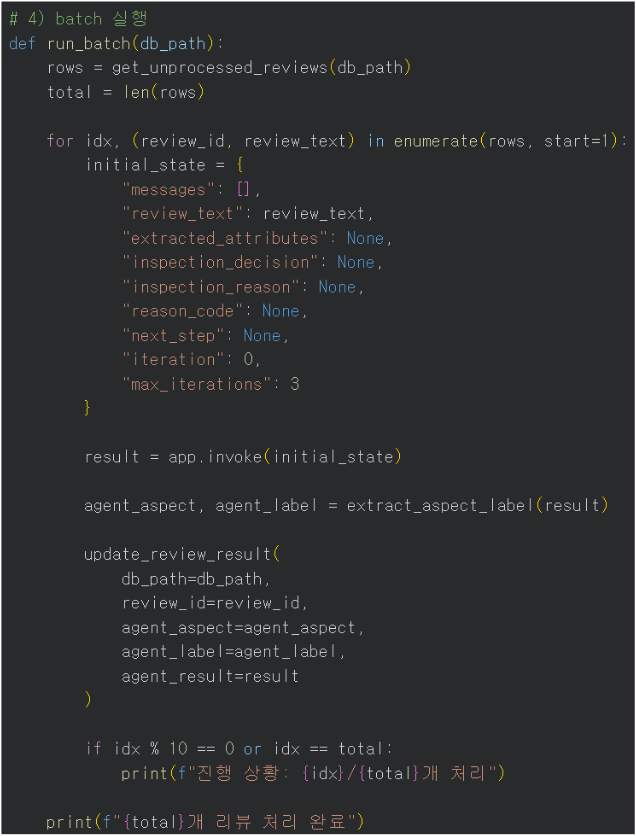 # 4) batch 실행
def run_batch(db_path):
    rows = get_unprocessed_reviews(db_path)
    total = len(rows)

    for idx, (review_id, review_text) in enumerate(rows, start=1):
        initial_state = {
            "messages": [],
            "review_text": review_text,
            "extracted_attributes": None,
            "inspection_decision": None,
            "inspection_reason": None,
            "reason_code": None,
            "next_step": None,
            "iteration": 0,
            "max_iterations": 3
        }

        result = app.invoke(initial_state)

        agent_aspect, agent_label = extract_aspect_label(result)

        update_review_result(
            db_path=db_path,
            review_id=review_id,
            agent_aspect=agent_aspect,
            agent_label=agent_label,
            agent_result=result
        )

        if idx % 10 == 0 or idx == total:
            print(f"진행 상황: {idx}/{total}개 처리")

    print(f"{total}개 리뷰 처리 완료")